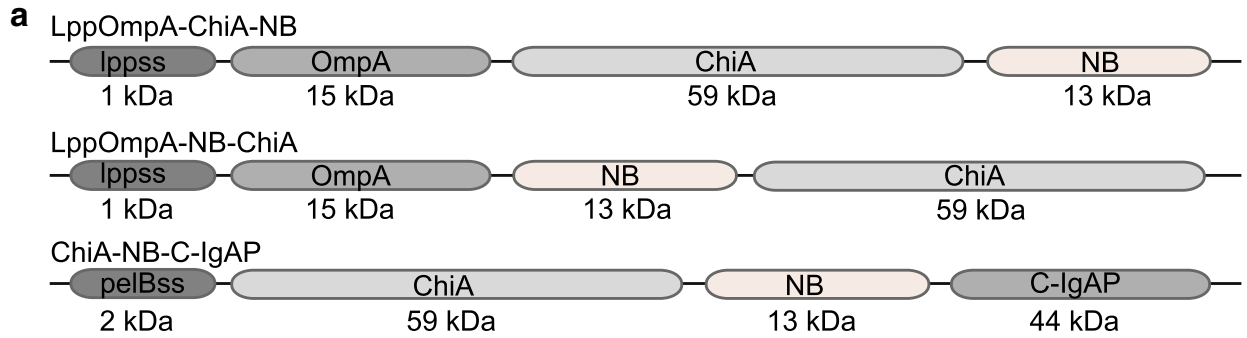 a
LppOmpA-ChiA-NB
lppss OmpA ChiA NB
1 kDa 15 kDa 59 kDa 13 kDa
LppOmpA-NB-ChiA
lppss OmpA NB ChiA
1 kDa 15 kDa 13 kDa 59 kDa
ChiA-NB-C-IgAP
pelBss ChiA NB C-IgAP
2 kDa 59 kDa 13 kDa 44 kDa